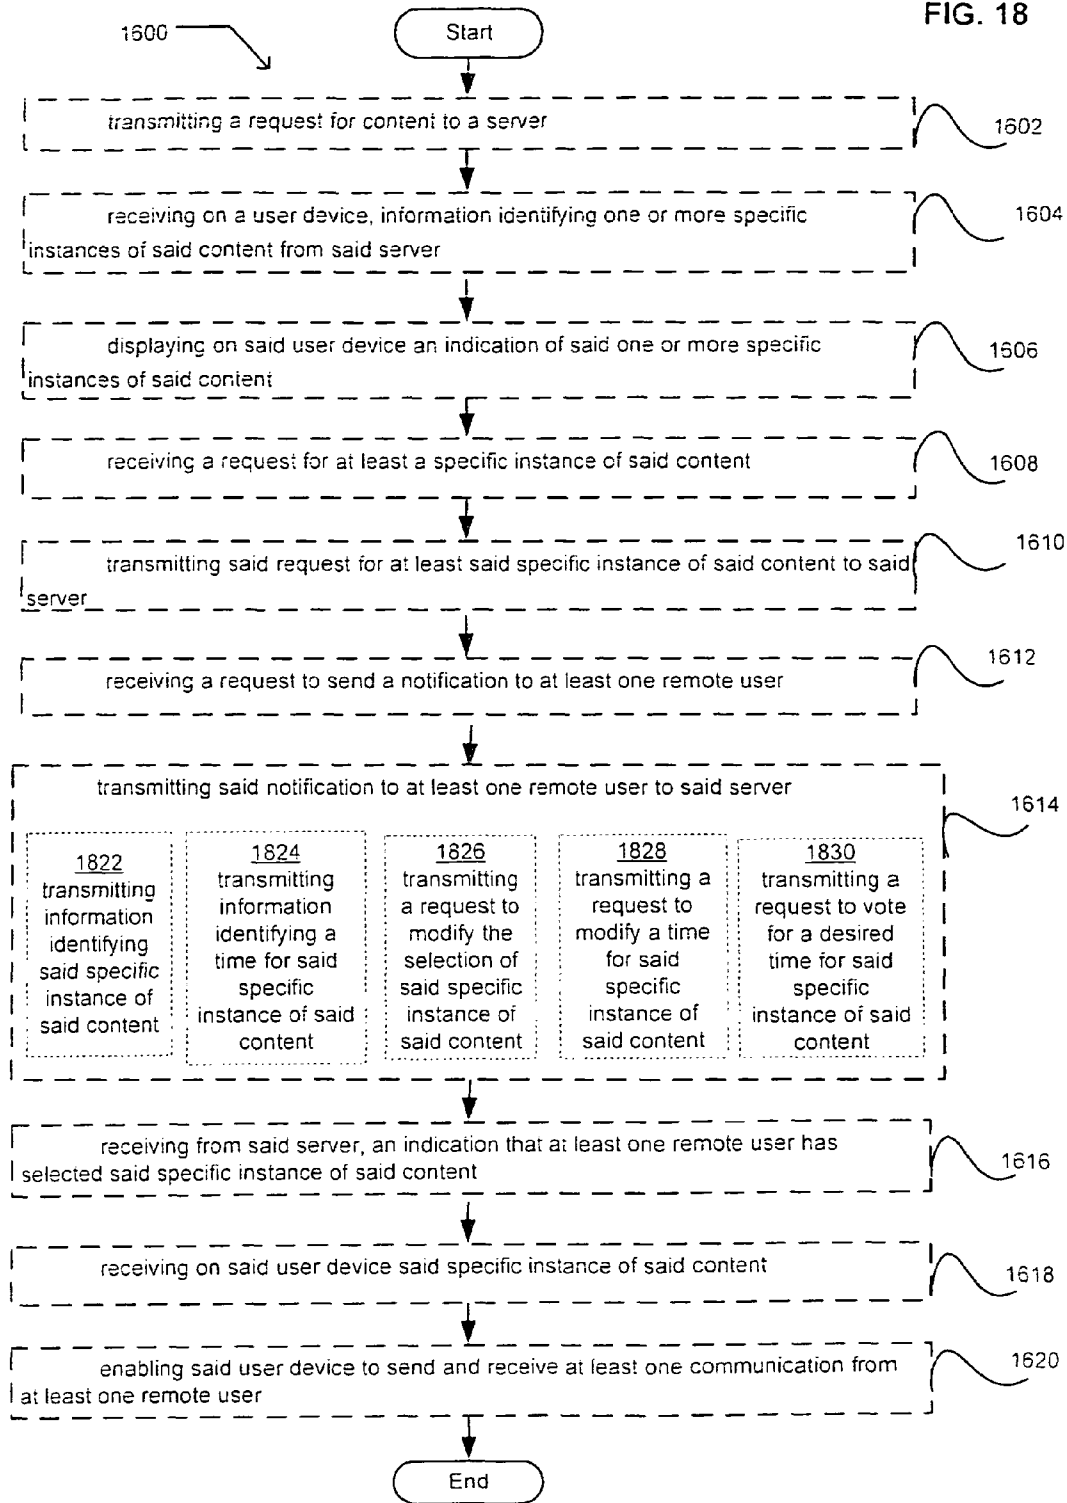 FIG. 18
1600
Start
transmitting a request for content to a server
1602
receiving on a user device, information identifying one or more specific
instances of said content from said server
1604
displaying on said user device an indication of said one or more specific
instances of said content
1606
receiving a request for at least a specific instance of said content
1608
transmitting said request for at least said specific instance of said content to said
server
1610
receiving a request to send a notification to at least one remote user
1612
transmitting said notification to at least one remote user to said server
1614
1822
transmitting
information
identifying
said specific
instance of
said content
1824
transmitting
information
identifying a
time for said
specific
instance of said
content
1826
transmitting
a request to
modify the
selection of
said specific
instance of
said content
1828
transmitting a
request to
modify a time
for said
specific
instance of
said content
1830
transmitting a
request to vote
for a desired
time for said
specific
instance of said
content
receiving from said server, an indication that at least one remote user has
selected said specific instance of said content
1616
receiving on said user device said specific instance of said content
1618
enabling said user device to send and receive at least one communication from
at least one remote user
1620
End